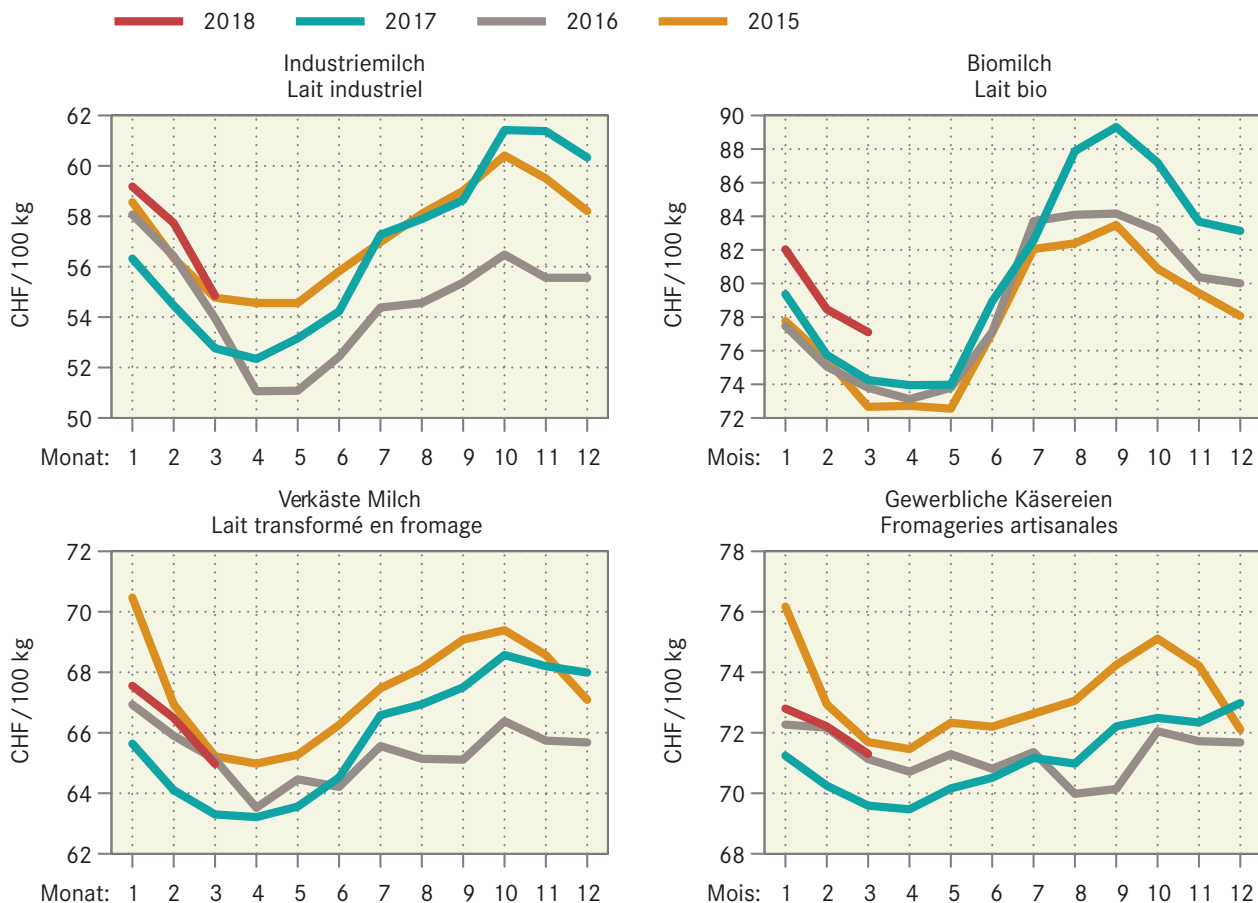 2018 2017 2016 2015
Industriemilch
Lait industriel
CHF / 100 kg
62
60
58
56
54
52
50
Monat: 1 2 3 4 5 6 7 8 9 10 11 12
Biomilch
Lait bio
CHF / 100 kg
90
88
86
84
82
80
78
76
74
72
Mois: 1 2 3 4 5 6 7 8 9 10 11 12
Verkäste Milch
Lait transformé en fromage
CHF / 100 kg
72
70
68
66
64
62
Monat: 1 2 3 4 5 6 7 8 9 10 11 12
Gewerbliche Käsereien
Fromageries artisanales
CHF / 100 kg
78
76
74
72
70
68
Mois: 1 2 3 4 5 6 7 8 9 10 11 12